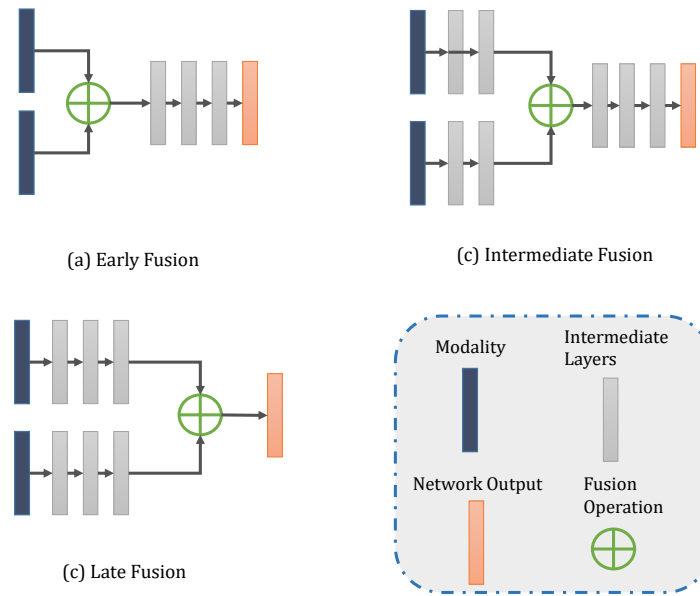 (a) Early Fusion
(c) Intermediate Fusion
(c) Late Fusion
Modality
Intermediate
Layers
Network Output
Fusion
Operation